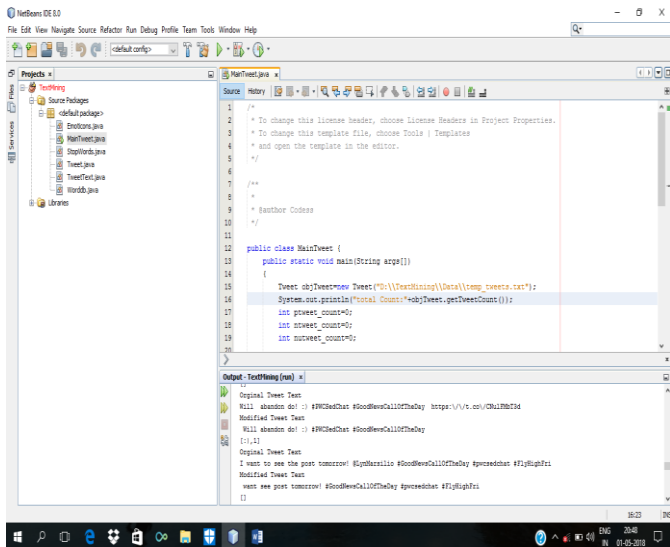 NetBeans IDE 8.0
File Edit View Navigate Source Refactor Run Debug Profile Team Tools Window Help
<default config>
Projects
MainTweet.java
Files
Services
TextMining
Source Packages
<default package>
Emoticons.java
MainTweet.java
StopWords.java
Tweet.java
TweetText.java
Worddb.java
Libraries
Source History
1 /*
2 * To change this license header, choose License Headers in Project Properties.
3 * To change this template file, choose Tools | Templates
4 * and open the template in the editor.
5 */
6
7 /**
8 *
9 * @author Codess
10 */
11
12 public class MainTweet {
13 public static void main(String args[])
14 {
15 Tweet objTweet=new Tweet("D:\\TextMining\\Data\\temp_tweets.txt");
16 System.out.println("total Count:"+objTweet.getTweetCount());
17 int ptweet_count=0;
18 int ntweet_count=0;
19 int nutweet_count=0;
20
Output - TextMining (run)
[]
Orginal Tweet Text
Will abandon do! :) #PWCSedChat #GoodNewsCallOfTheDay
Modified Tweet Text
Will abandon do! :) #PWCSedChat #GoodNewsCallOfTheDay
[:),1]
Orginal Tweet Text
I want to see the post tomorrow! @LynMarsilio #GoodNewsCallOfTheDay #pwcsedchat #FlyHighFri
Modified Tweet Text
want see post tomorrow! #GoodNewsCallOfTheDay #pwcsedchat #FlyHighFri
[]
16:23 INS
ENG
IN
20:48
01-05-2018